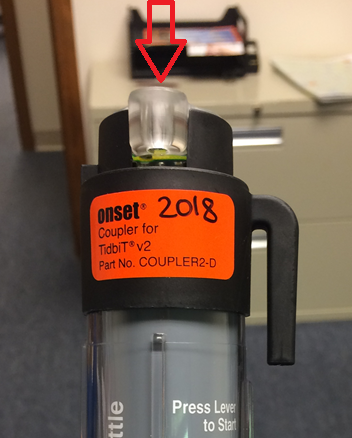 onset® 2018
Coupler for
TidbiT® v2
Part No. COUPLER2-D
Press Lever
to Start
ttle